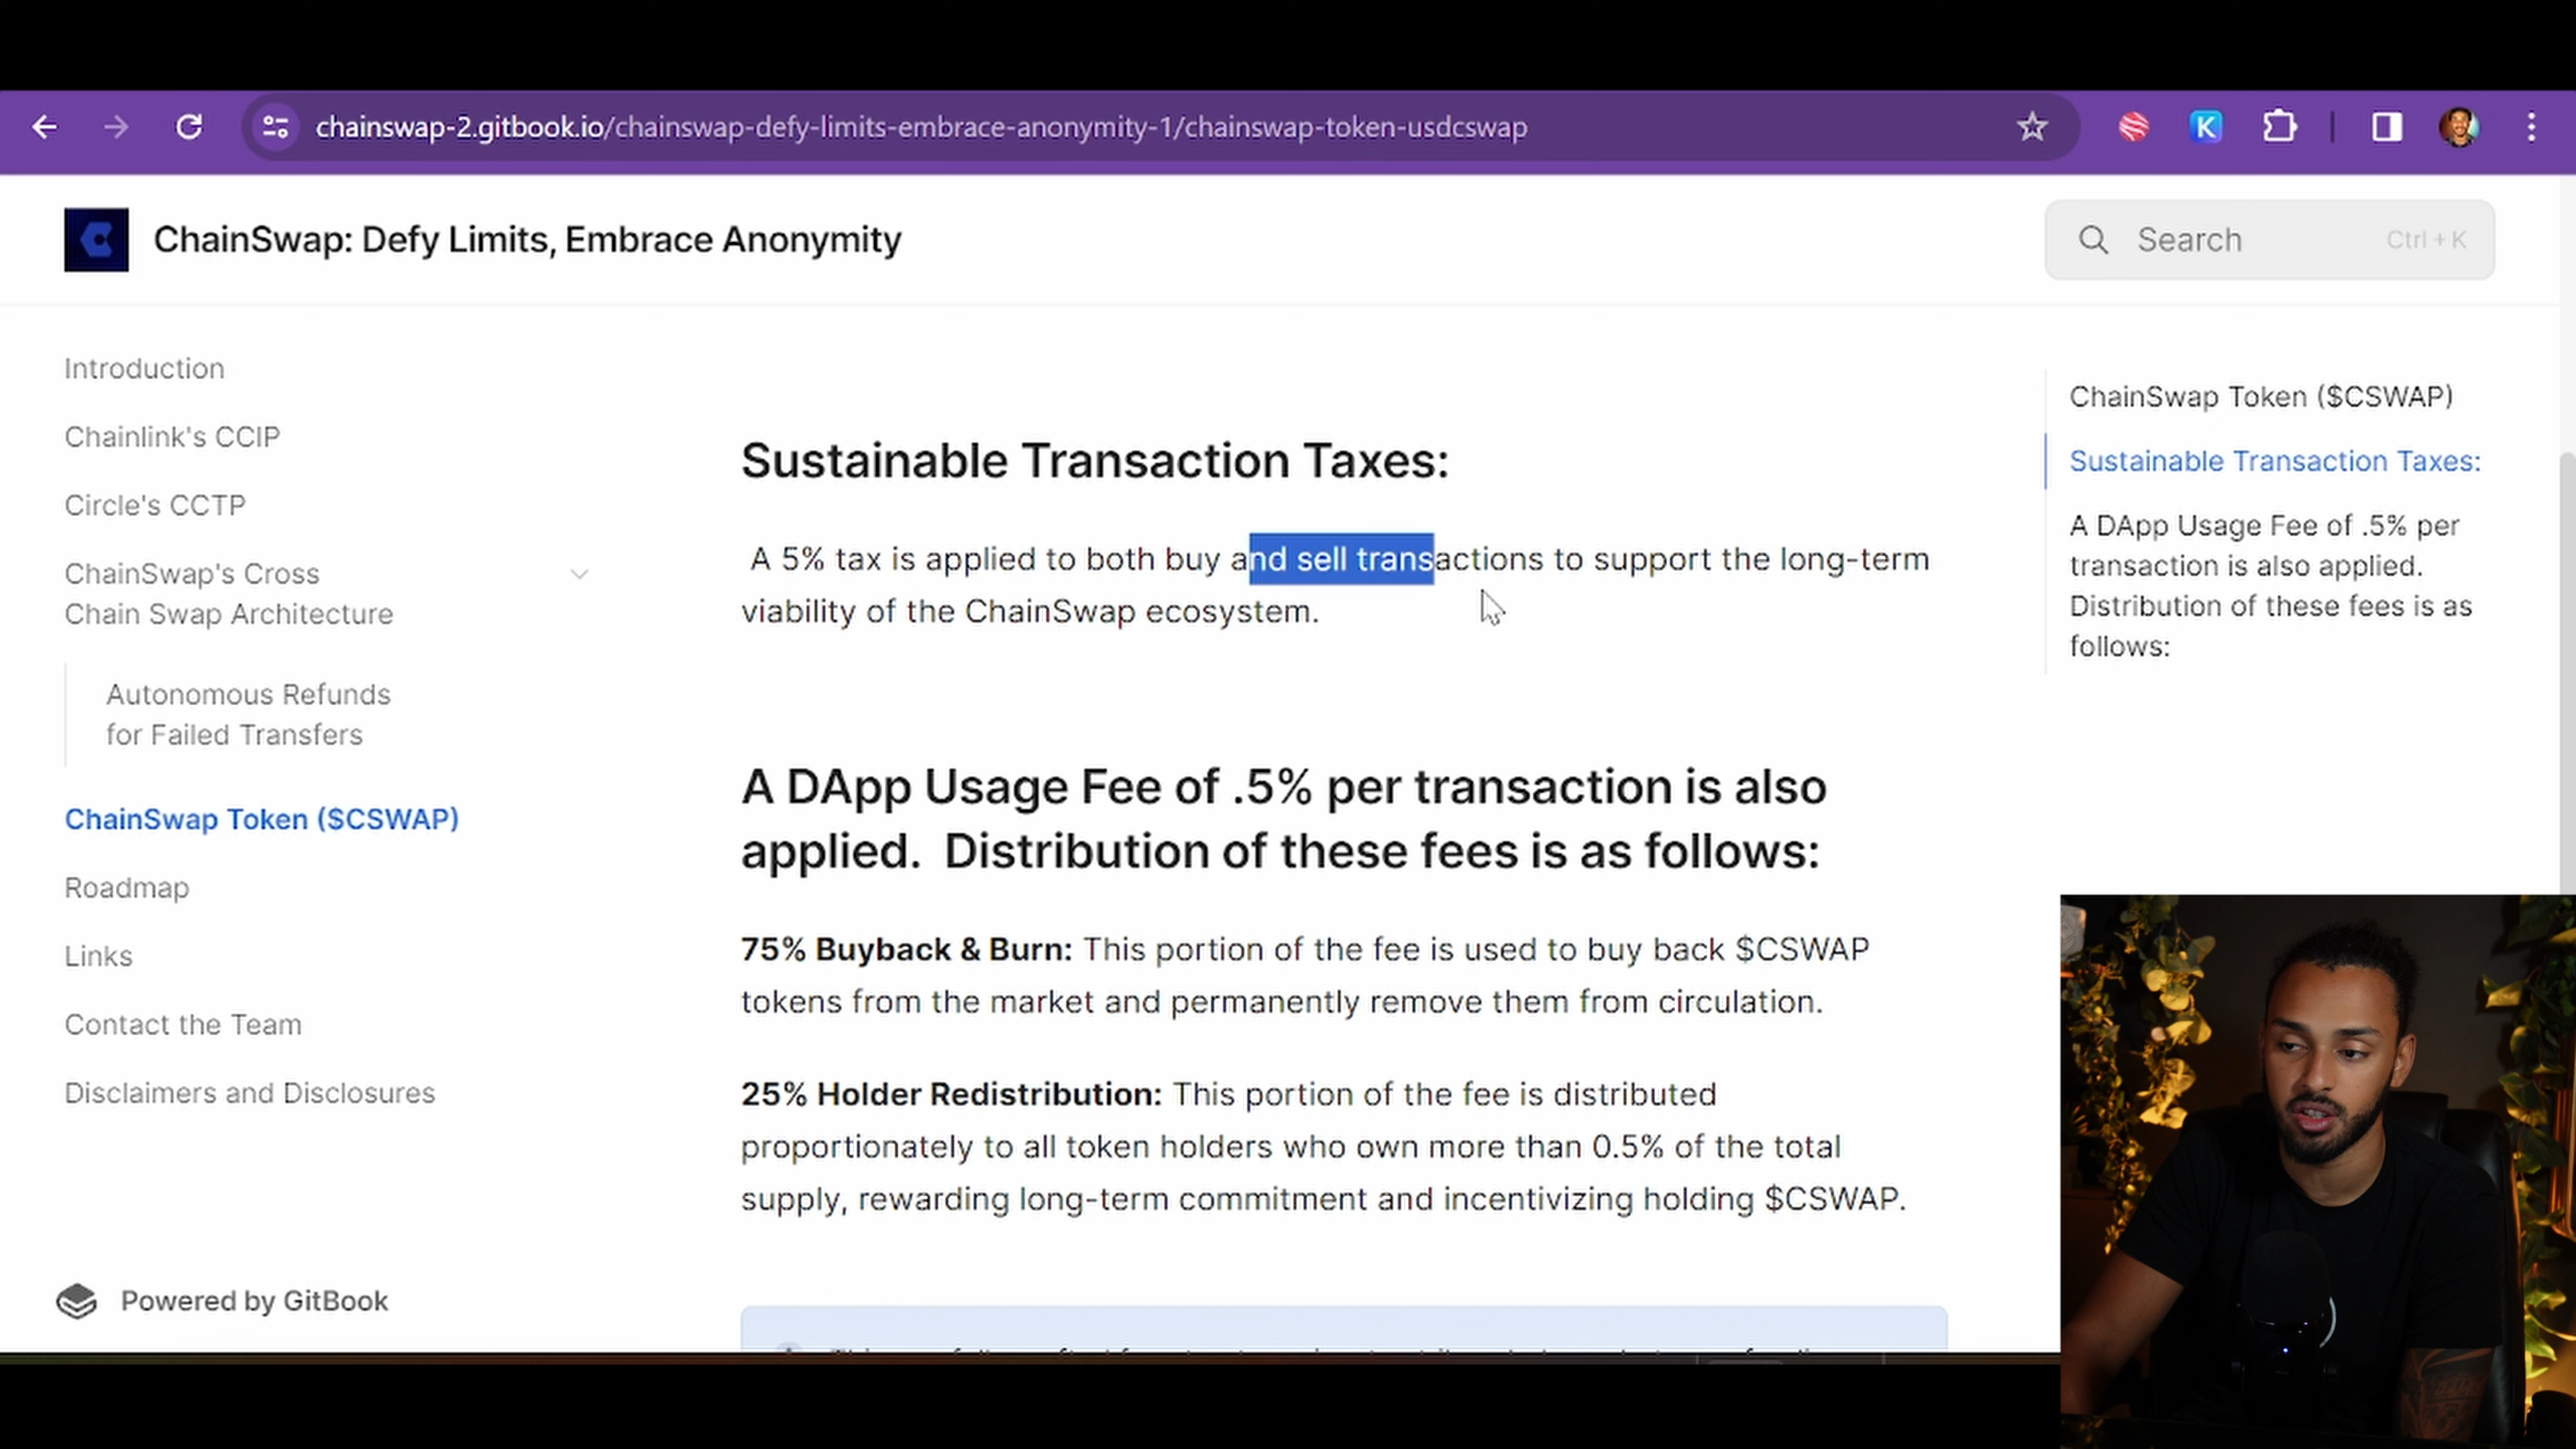 chainswap-2.gitbook.io/chainswap-defy-limits-embrace-anonymity-1/chainswap-token-usdcswap
K
ChainSwap: Defy Limits, Embrace Anonymity
Search
Ctrl + K
Introduction
Chainlink's CCIP
Circle's CCTP
ChainSwap's Cross
Chain Swap Architecture
Autonomous Refunds
for Failed Transfers
ChainSwap Token ($CSWAP)
Roadmap
Links
Contact the Team
Disclaimers and Disclosures
Powered by GitBook
Sustainable Transaction Taxes:
A 5% tax is applied to both buy and sell transactions to support the long-term
viability of the ChainSwap ecosystem.
A DApp Usage Fee of .5% per transaction is also
applied. Distribution of these fees is as follows:
75% Buyback & Burn: This portion of the fee is used to buy back $CSWAP
tokens from the market and permanently remove them from circulation.
25% Holder Redistribution: This portion of the fee is distributed
proportionately to all token holders who own more than 0.5% of the total
supply, rewarding long-term commitment and incentivizing holding $CSWAP.
ChainSwap Token ($CSWAP)
Sustainable Transaction Taxes:
A DApp Usage Fee of .5% per
transaction is also applied.
Distribution of these fees is as
follows: